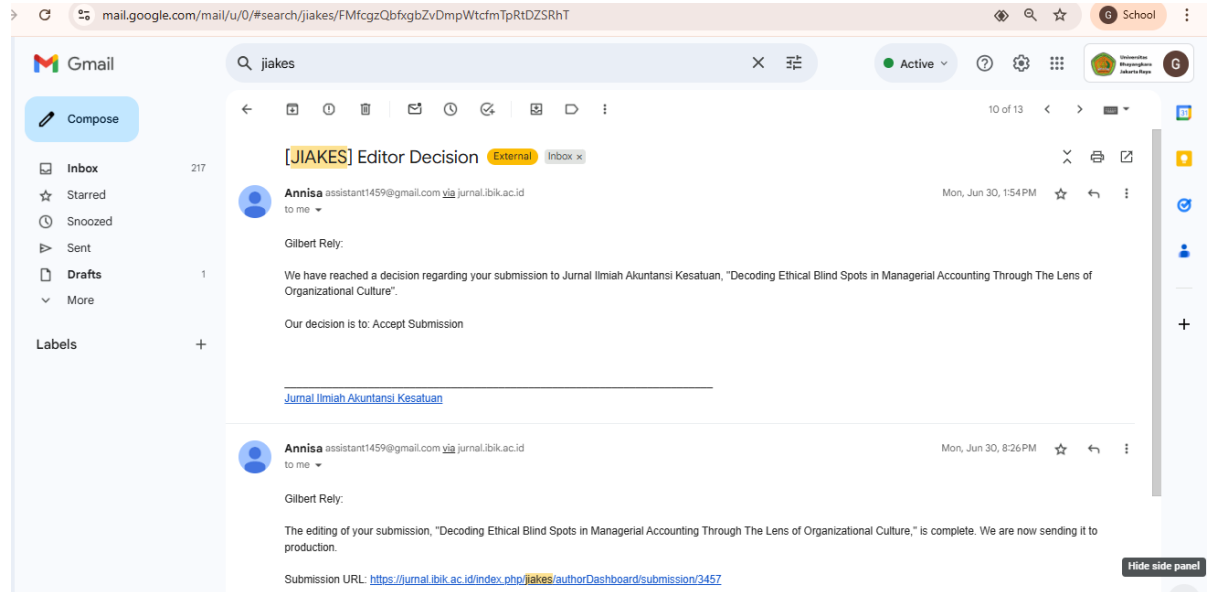 mail.google.com/mail/u/0/#search/jiakes/FMfcgzQbfxgbZvDmpWtcfmTpRtDZSRhT
G School
Gmail
jiakes
Active
Universitas
Bhayangkara
Jakarta Raya
G
Compose
10 of 13
[JIAKES] Editor Decision External Inbox x
Inbox 217
Starred
Snoozed
Sent
Drafts 1
More
Labels
Annisa assistant1459@gmail.com via jurnal.ibik.ac.id Mon, Jun 30, 1:54 PM
to me
Gilbert Rely:
We have reached a decision regarding your submission to Jurnal Ilmiah Akuntansi Kesatuan, "Decoding Ethical Blind Spots in Managerial Accounting Through The Lens of
Organizational Culture".
Our decision is to: Accept Submission
Jurnal Ilmiah Akuntansi Kesatuan
Annisa assistant1459@gmail.com via jurnal.ibik.ac.id Mon, Jun 30, 8:26 PM
to me
Gilbert Rely:
The editing of your submission, "Decoding Ethical Blind Spots in Managerial Accounting Through The Lens of Organizational Culture," is complete. We are now sending it to
production.
Submission URL: https://jurnal.ibik.ac.id/index.php/jiakes/authorDashboard/submission/3457
31
Hide side panel